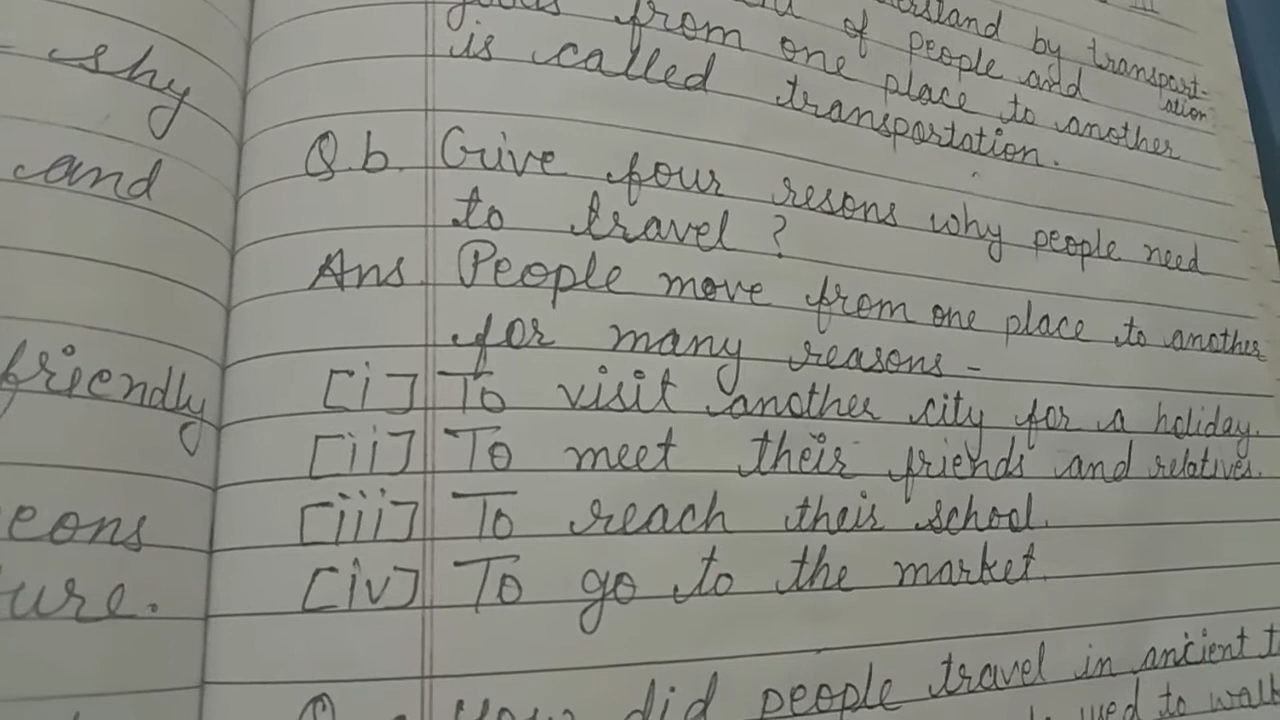 shy
and
friendly
eons
ure.
by transport-
ation
goods of people and
from one place to another
is called transportation.
Q.b. Give four resons why people need
to travel ?
Ans. People move from one place to another
for many reasons -
[i] To visit another city for a holiday.
[ii] To meet their friends and relatives.
[iii] To reach their school.
[iv] To go to the market.
did people travel in ancient
used to walk